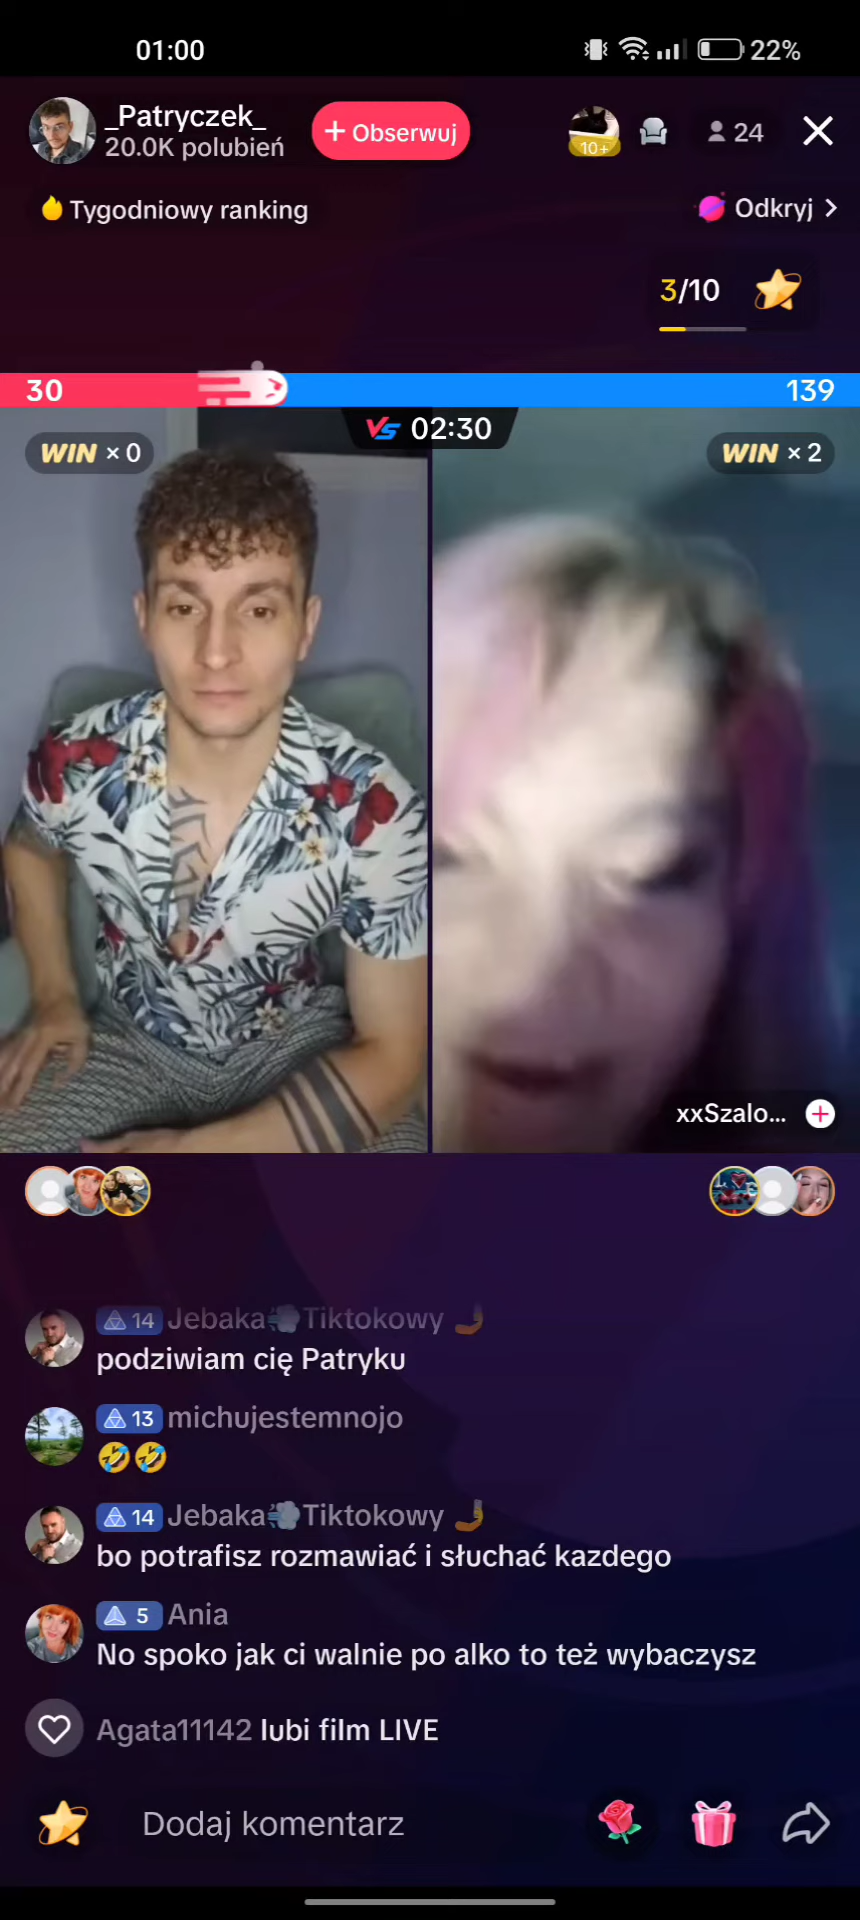 01:00
22%
_Patryczek_
20.0K polubień
+ Obserwuj
10+
24
Tygodniowy ranking
Odkryj >
3/10
30
139
WIN × 0
VS 02:30
WIN × 2
xxSzalo...
14 Jebaka💨Tiktokowy 🤳
podziwiam cię Patryku
13 michujestemnojo
🤣🤣
14 Jebaka💨Tiktokowy 🤳
bo potrafisz rozmawiać i słuchać kazdego
5 Ania
No spoko jak ci walnie po alko to też wybaczysz
Agata11142 lubi film LIVE
Dodaj komentarz